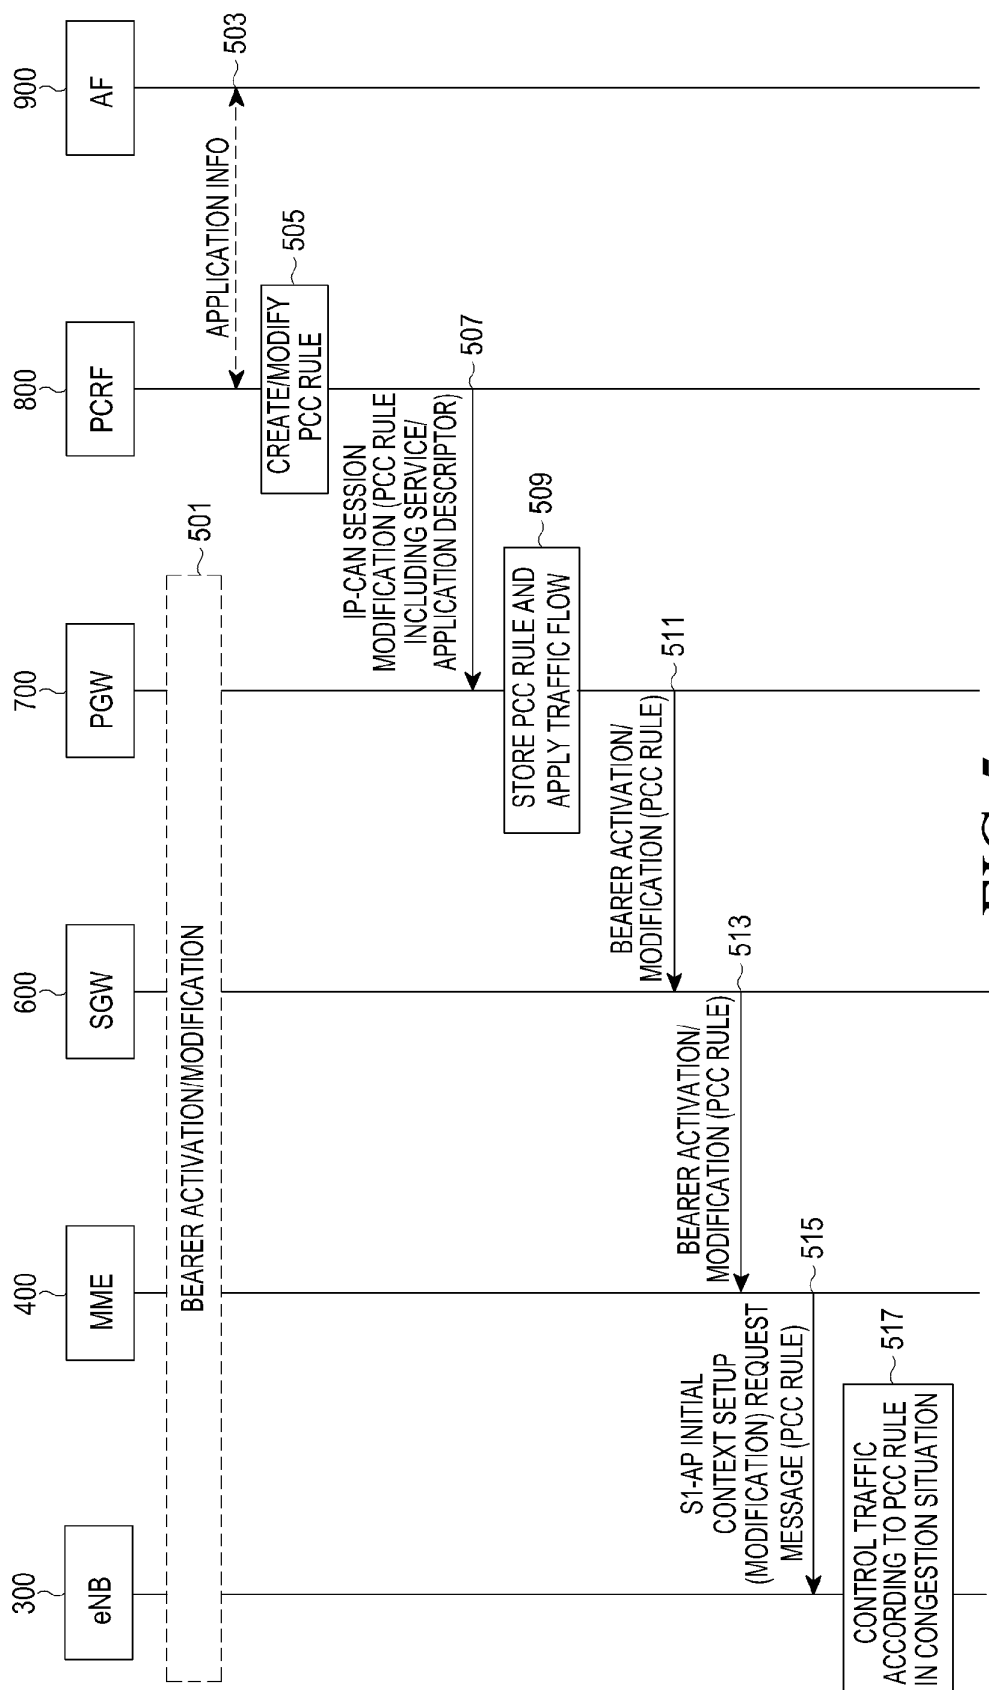 300
eNB
400
MME
600
SGW
700
PGW
800
PCRF
900
AF
BEARER ACTIVATION/MODIFICATION
501
APPLICATION INFO
503
CREATE/MODIFY
PCC RULE
505
IP-CAN SESSION
MODIFICATION (PCC RULE
INCLUDING SERVICE/
APPLICATION DESCRIPTOR)
507
STORE PCC RULE AND
APPLY TRAFFIC FLOW
509
BEARER ACTIVATION/
MODIFICATION (PCC RULE)
511
BEARER ACTIVATION/
MODIFICATION (PCC RULE)
513
S1-AP INITIAL
CONTEXT SETUP
(MODIFICATION) REQUEST
MESSAGE (PCC RULE)
515
CONTROL TRAFFIC
ACCORDING TO PCC RULE
IN CONGESTION SITUATION
517